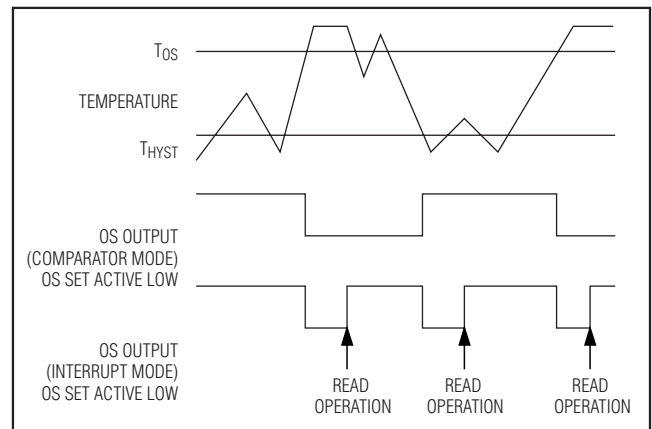 TOS
TEMPERATURE
THYST
OS OUTPUT
(COMPARATOR MODE)
OS SET ACTIVE LOW
OS OUTPUT
(INTERRUPT MODE)
OS SET ACTIVE LOW
READ
OPERATION
READ
OPERATION
READ
OPERATION